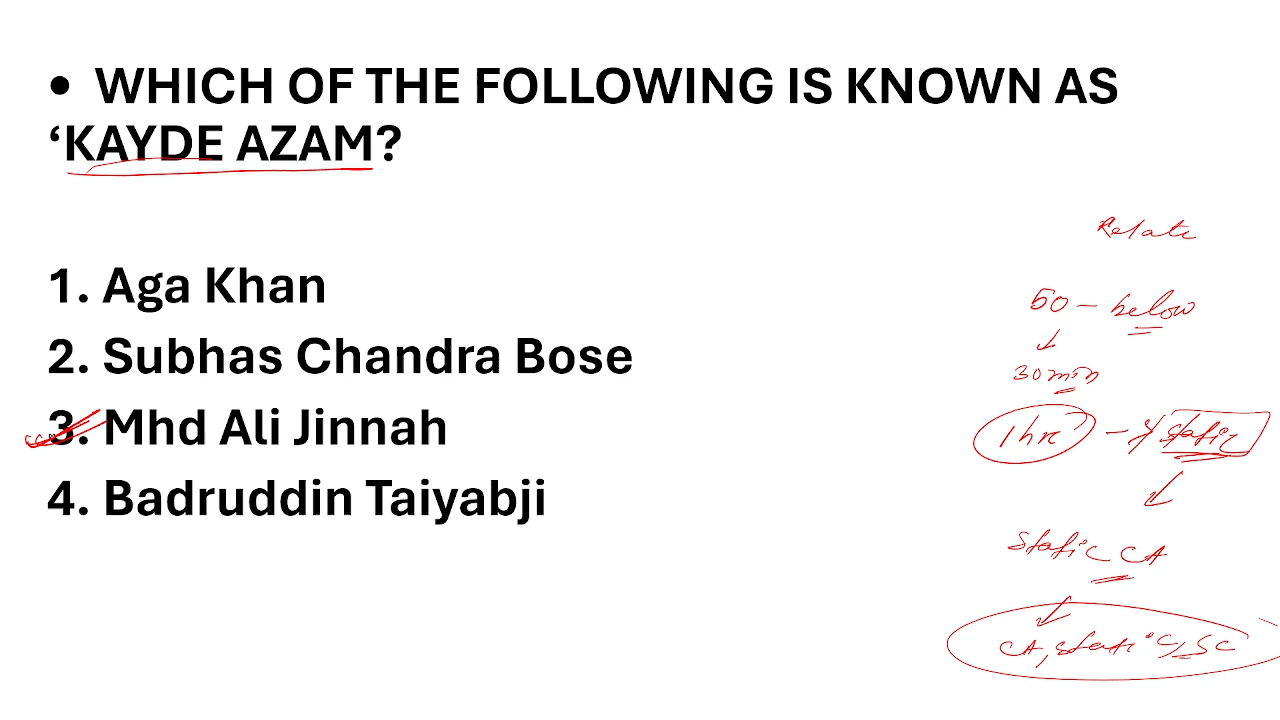 • WHICH OF THE FOLLOWING IS KNOWN AS
‘KAYDE AZAM?
1. Aga Khan
2. Subhas Chandra Bose
3. Mhd Ali Jinnah
4. Badruddin Taiyabji
Relate
50 - below
30 min
1 hr - static
Static CA
CA, static, SC